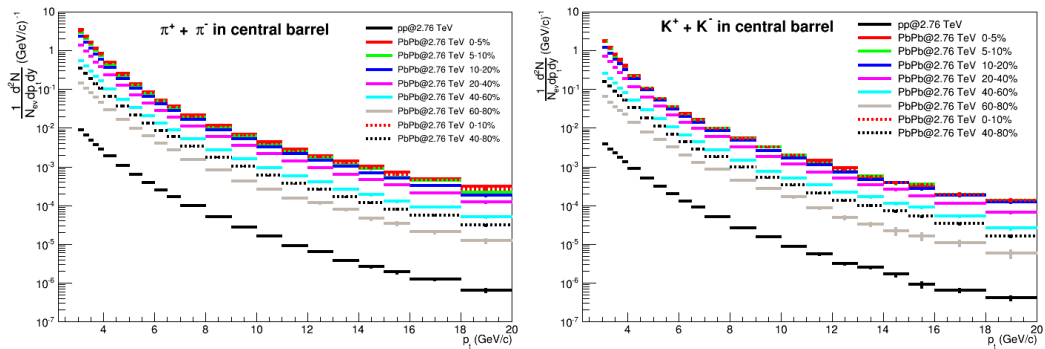 π⁺ + π⁻ in central barrel
pp@2.76 TeV
PbPb@2.76 TeV 0-5%
PbPb@2.76 TeV 5-10%
PbPb@2.76 TeV 10-20%
PbPb@2.76 TeV 20-40%
PbPb@2.76 TeV 40-60%
PbPb@2.76 TeV 60-80%
PbPb@2.76 TeV 0-10%
PbPb@2.76 TeV 40-80%
1/N_ev d²N/dp_t dy (GeV/c)⁻¹
10
1
10⁻¹
10⁻²
10⁻³
10⁻⁴
10⁻⁵
10⁻⁶
10⁻⁷
4 6 8 10 12 14 16 18 20
p_t (GeV/c)
K⁺ + K⁻ in central barrel
pp@2.76 TeV
PbPb@2.76 TeV 0-5%
PbPb@2.76 TeV 5-10%
PbPb@2.76 TeV 10-20%
PbPb@2.76 TeV 20-40%
PbPb@2.76 TeV 40-60%
PbPb@2.76 TeV 60-80%
PbPb@2.76 TeV 0-10%
PbPb@2.76 TeV 40-80%
1/N_ev d²N/dp_t dy (GeV/c)⁻¹
10
1
10⁻¹
10⁻²
10⁻³
10⁻⁴
10⁻⁵
10⁻⁶
10⁻⁷
4 6 8 10 12 14 16 18 20
p_t (GeV/c)